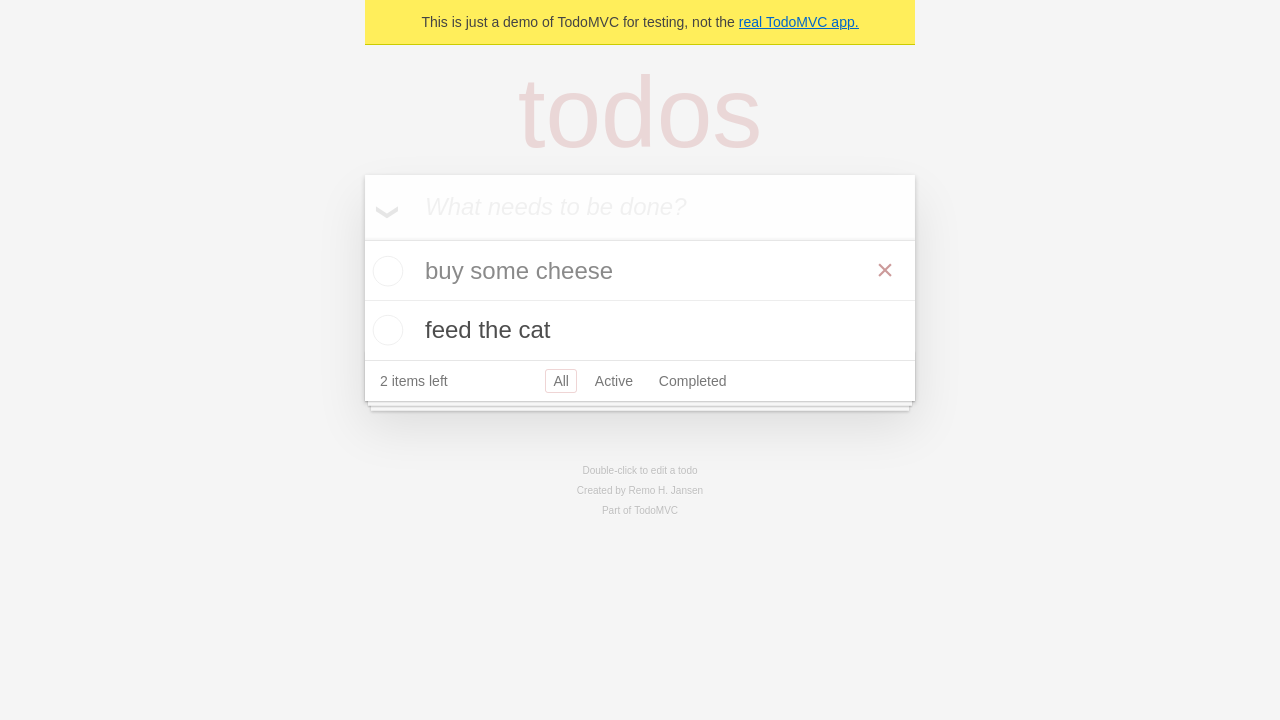 This is just a demo of TodoMVC for testing, not the real TodoMVC app.
todos
What needs to be done?
buy some cheese
feed the cat
2 items left All Active Completed
Double-click to edit a todo
Created by Remo H. Jansen
Part of TodoMVC